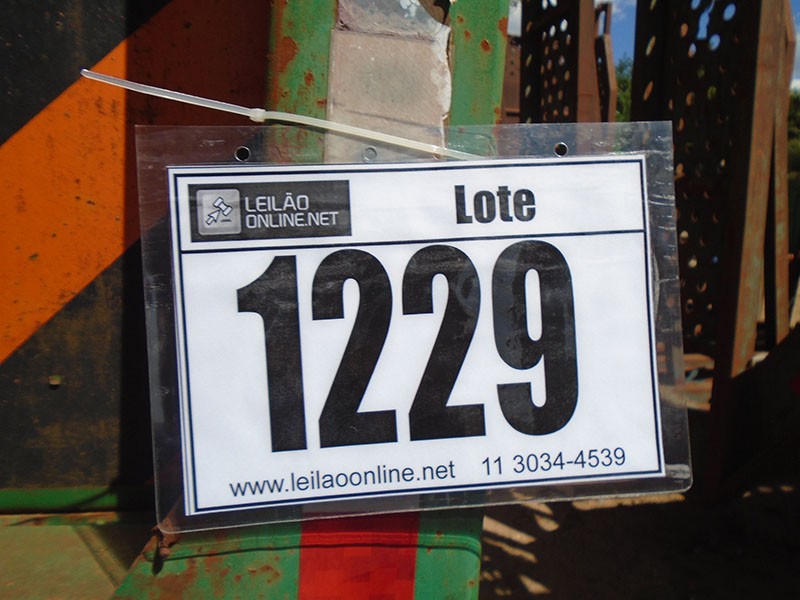 LEILÃO
ONLINE.NET
Lote
1229
www.leilaoonline.net 11 3034-4539